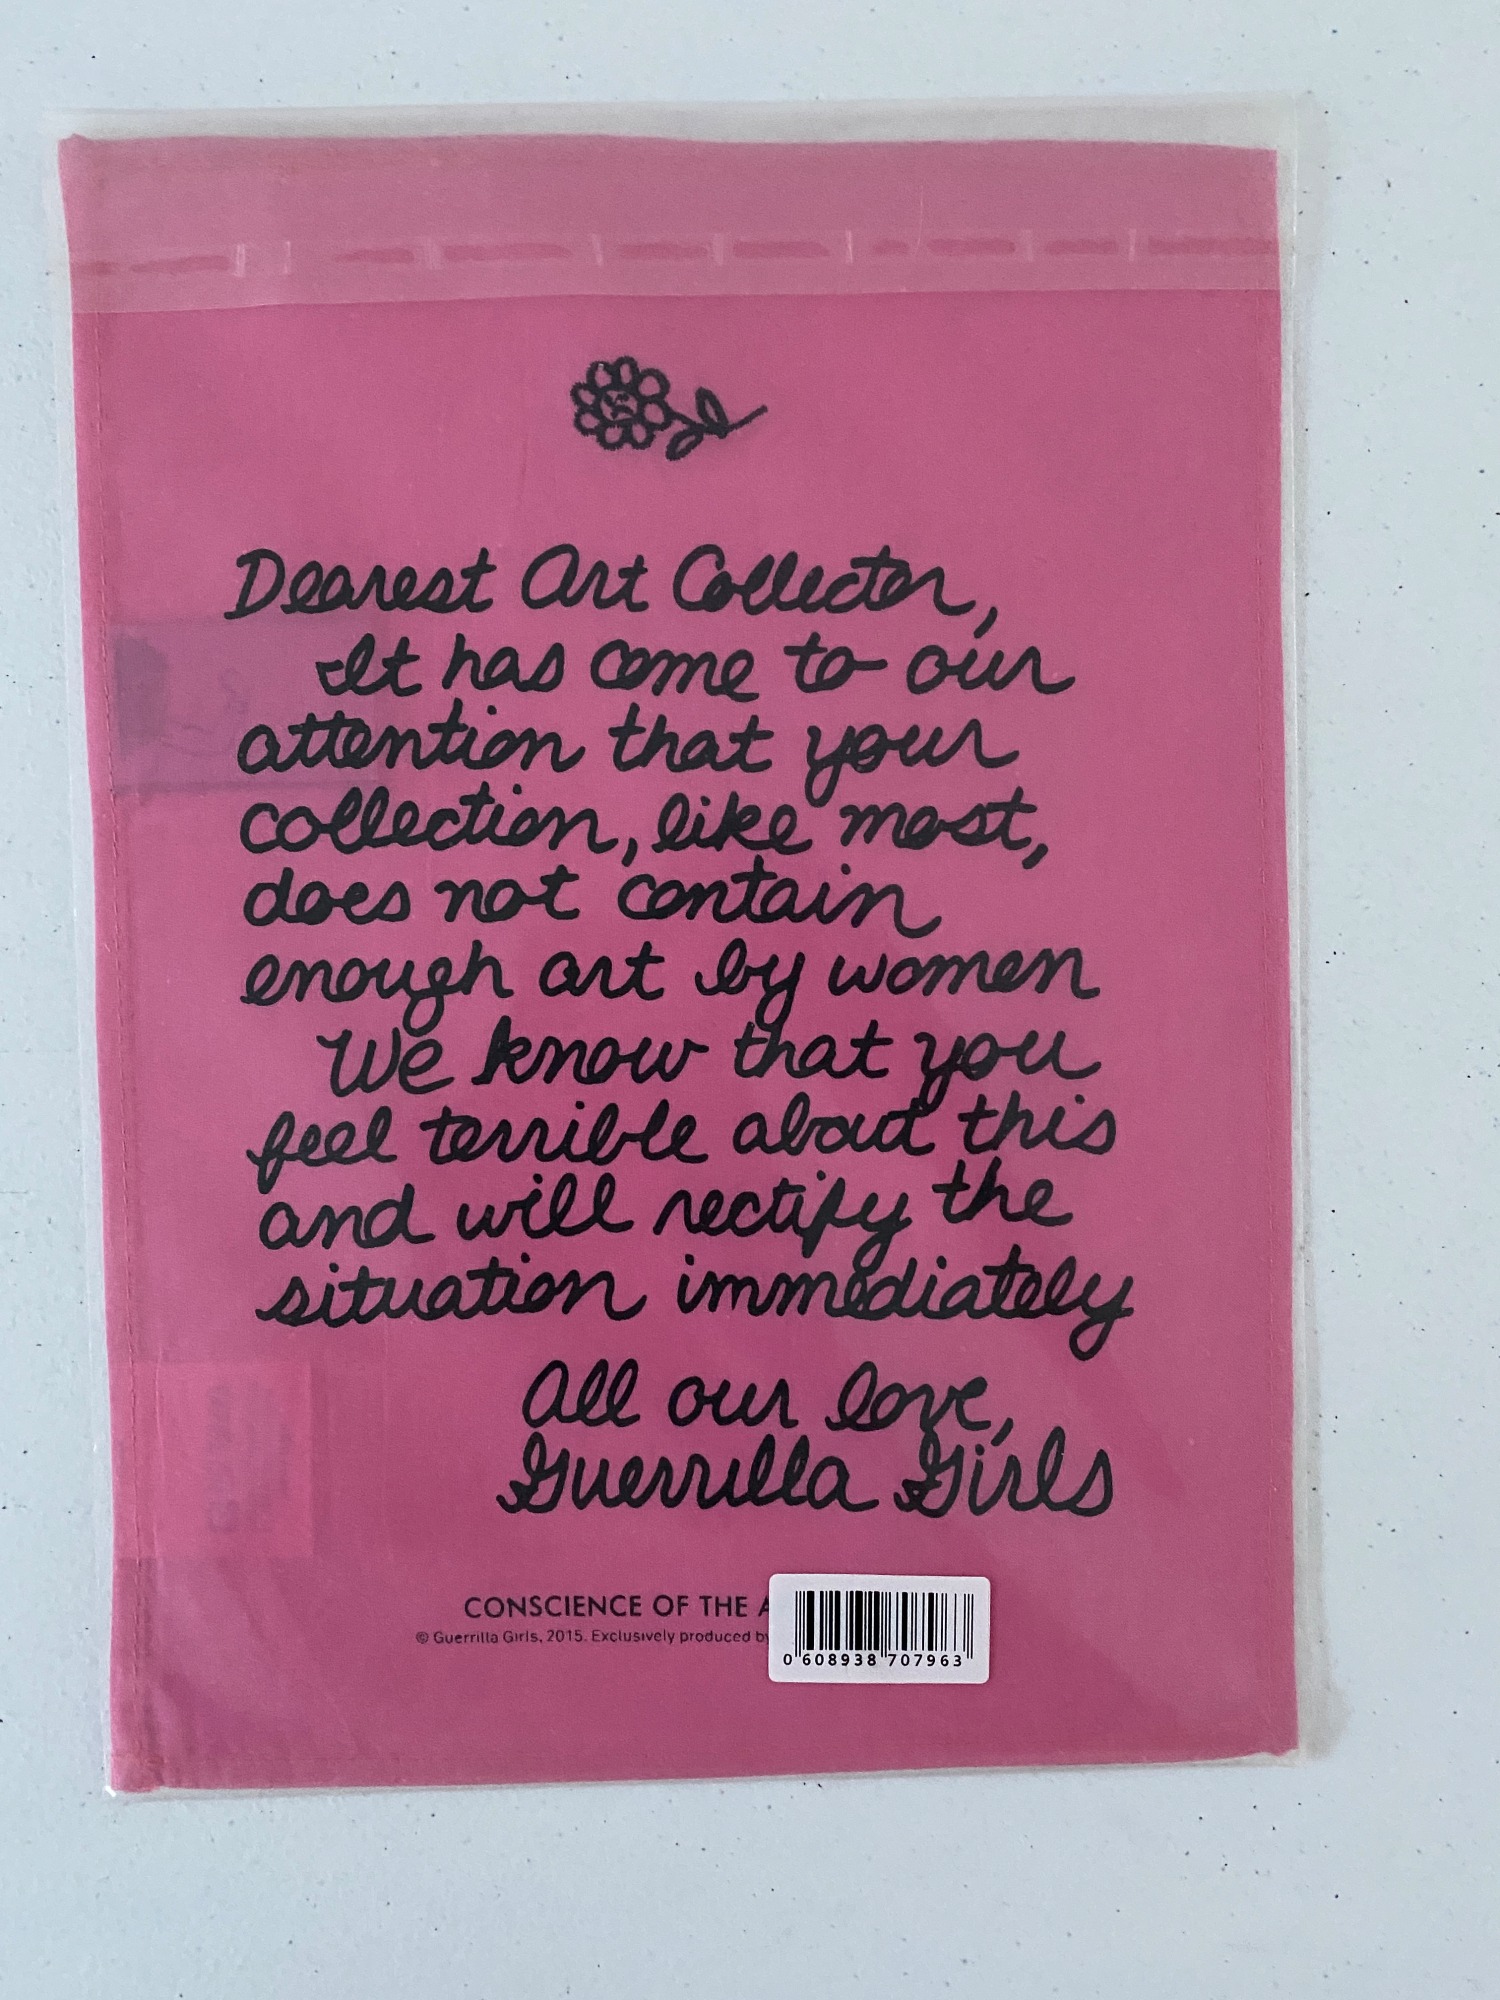 Dearest Art Collector,
It has come to our
attention that your
collection, like most,
does not contain
enough art by women
We know that you
feel terrible about this
and will rectify the
situation immediately
All our love,
Guerrilla Girls
CONSCIENCE OF THE
© Guerrilla Girls, 2015. Exclusively produced by
0 608938 707963